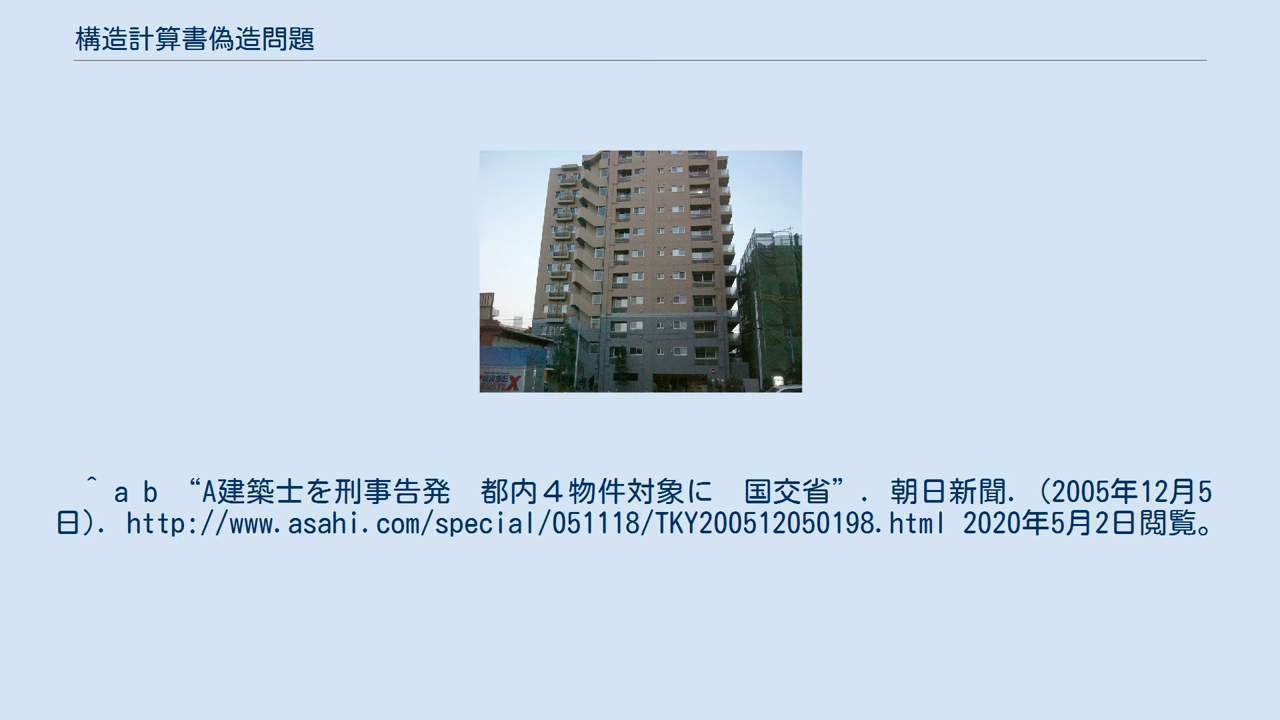 構造計算書偽造問題
^ a b “A建築士を刑事告発　都内４物件対象に　国交省”. 朝日新聞. (2005年12月5
日). http://www.asahi.com/special/051118/TKY200512050198.html 2020年5月2日閲覧。